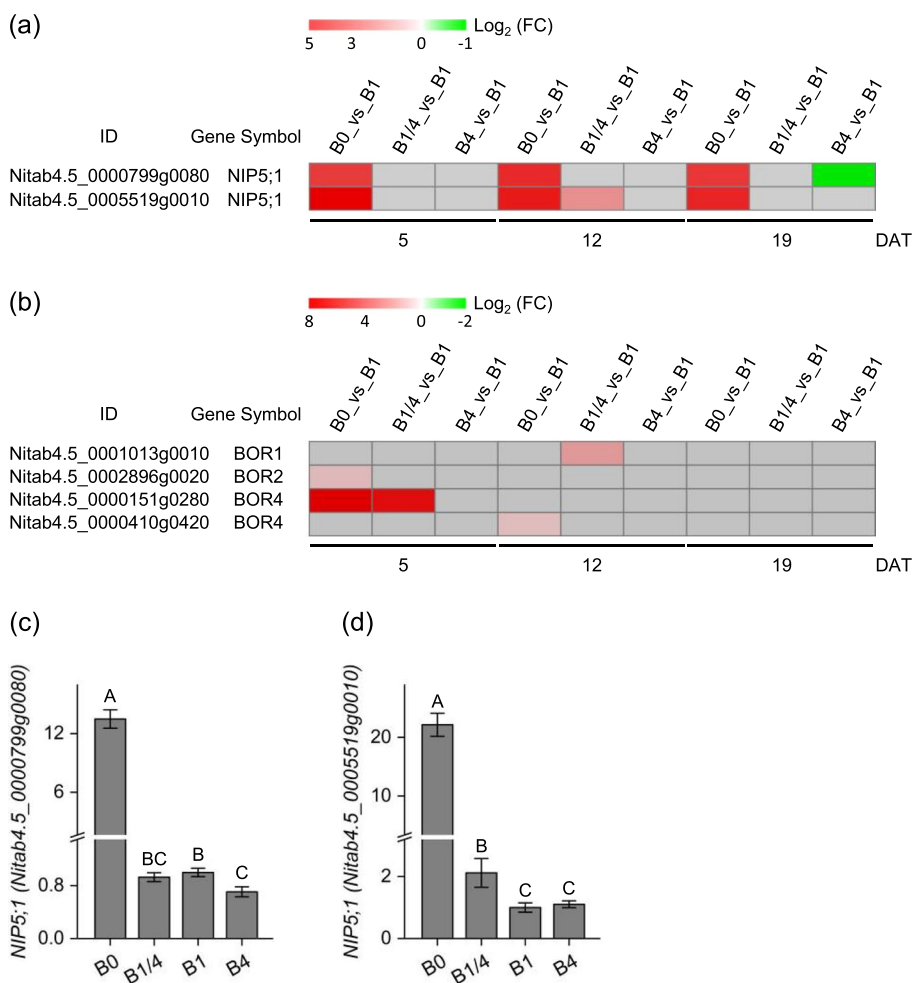 (a)
Log2 (FC)
5 3 0 -1
B0_vs_B1 B1/4_vs_B1 B4_vs_B1 B0_vs_B1 B1/4_vs_B1 B4_vs_B1 B0_vs_B1 B1/4_vs_B1 B4_vs_B1
ID Gene Symbol
Nitab4.5_0000799g0080 NIP5;1
Nitab4.5_0005519g0010 NIP5;1
5 12 19 DAT
(b)
Log2 (FC)
8 4 0 -2
B0_vs_B1 B1/4_vs_B1 B4_vs_B1 B0_vs_B1 B1/4_vs_B1 B4_vs_B1 B0_vs_B1 B1/4_vs_B1 B4_vs_B1
ID Gene Symbol
Nitab4.5_0001013g0010 BOR1
Nitab4.5_0002896g0020 BOR2
Nitab4.5_0000151g0280 BOR4
Nitab4.5_0000410g0420 BOR4
5 12 19 DAT
(c)
NIP5;1 (Nitab4.5_0000799g0080)
12
6
0.8
0.0
A
BC B C
B0 B1/4 B1 B4
(d)
NIP5;1 (Nitab4.5_0005519g0010)
20
10
2
0
A
B C C
B0 B1/4 B1 B4